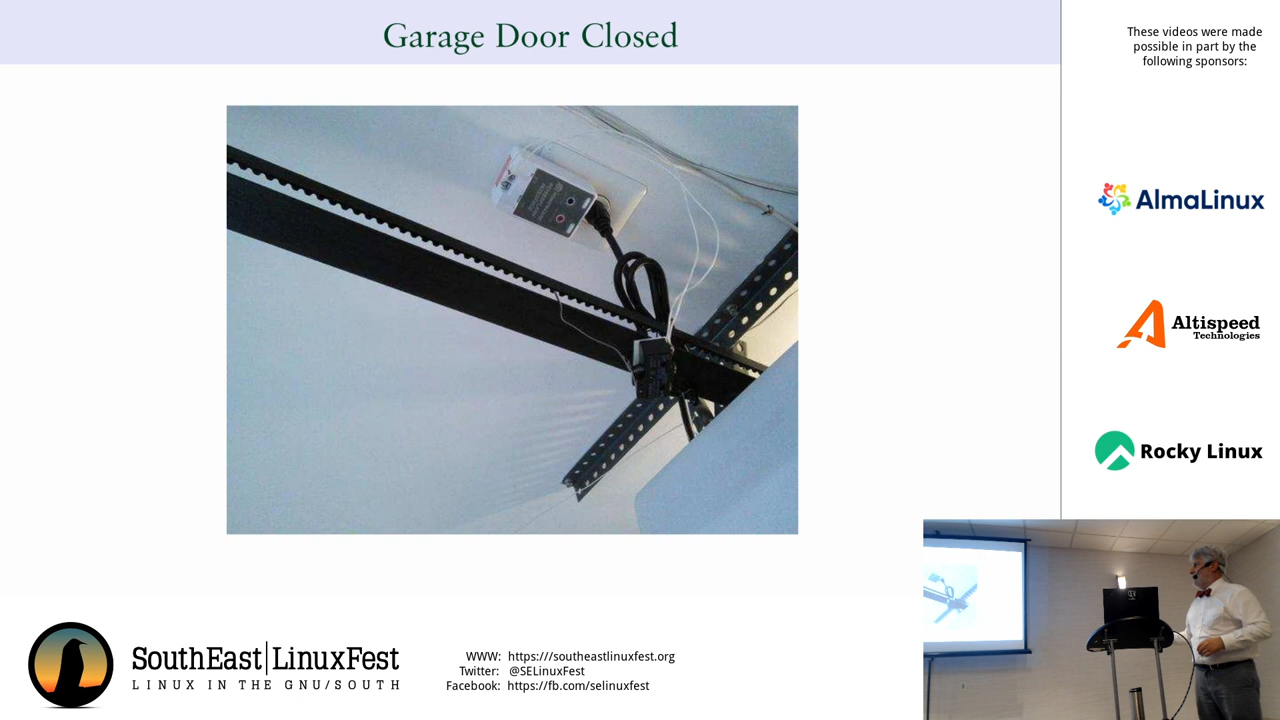 Garage Door Closed
These videos were made
possible in part by the
following sponsors:
AlmaLinux
Altispeed
Technologies
Rocky Linux
SouthEast|LinuxFest
LINUX IN THE GNU/SOUTH
WWW: https:///southeastlinuxfest.org
Twitter: @SELinuxFest
Facebook: https://fb.com/selinuxfest